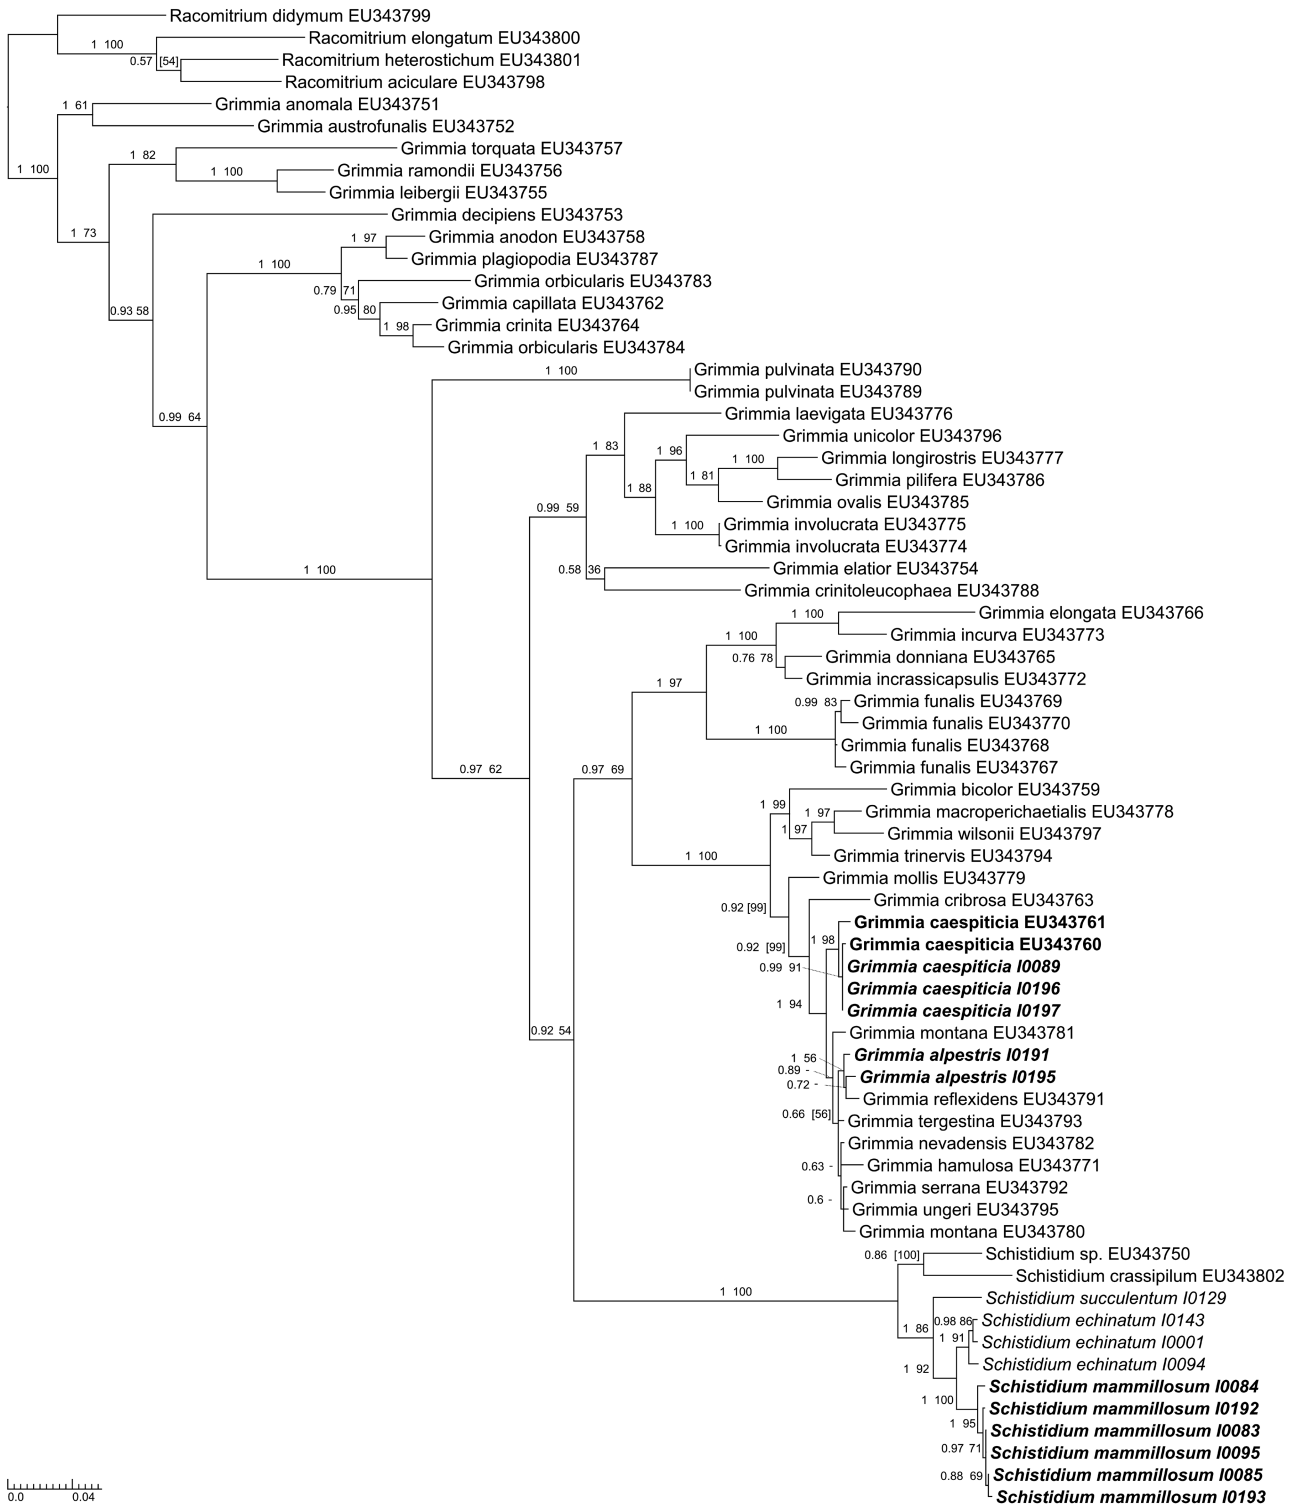 Racomitrium didymum EU343799
Racomitrium elongatum EU343800
1 100
0.57 [54]
Racomitrium heterostichum EU343801
Racomitrium aciculare EU343798
Grimmia anomala EU343751
1 61
Grimmia austrofunalis EU343752
Grimmia torquata EU343757
1 82
1 100
Grimmia ramondii EU343756
1 100
Grimmia leibergii EU343755
Grimmia decipiens EU343753
1 73
Grimmia anodon EU343758
1 97
Grimmia plagiopodia EU343787
1 100
Grimmia orbicularis EU343783
0.79 71
Grimmia capillata EU343762
0.93 58
0.95 80
Grimmia crinita EU343764
1 98
Grimmia orbicularis EU343784
Grimmia pulvinata EU343790
1 100
Grimmia pulvinata EU343789
Grimmia laevigata EU343776
0.99 64
Grimmia unicolor EU343796
1 83
1 96
Grimmia longirostris EU343777
1 100
Grimmia pilifera EU343786
1 81
1 88
Grimmia ovalis EU343785
0.99 59
Grimmia involucrata EU343775
1 100
Grimmia involucrata EU343774
Grimmia elatior EU343754
1 100
0.58 36
Grimmia crinitoleucophaea EU343788
Grimmia elongata EU343766
1 100
Grimmia incurva EU343773
1 100
Grimmia donniana EU343765
0.76 78
Grimmia incrassicapsulis EU343772
1 97
Grimmia funalis EU343769
0.99 83
Grimmia funalis EU343770
1 100
Grimmia funalis EU343768
Grimmia funalis EU343767
0.97 62
0.97 69
Grimmia bicolor EU343759
1 99
Grimmia macroperichaetialis EU343778
1 97
1 97
Grimmia wilsonii EU343797
Grimmia trinervis EU343794
1 100
Grimmia mollis EU343779
Grimmia cribrosa EU343763
0.92 [99]
Grimmia caespiticia EU343761
1 98
Grimmia caespiticia EU343760
0.92 [99]
Grimmia caespiticia I0089
0.99 91
Grimmia caespiticia I0196
1 94
Grimmia caespiticia I0197
0.92 54
Grimmia montana EU343781
Grimmia alpestris I0191
1 56
0.89 -
Grimmia alpestris I0195
0.72 -
Grimmia reflexidens EU343791
0.66 [56]
Grimmia tergestina EU343793
Grimmia nevadensis EU343782
0.63 -
Grimmia hamulosa EU343771
Grimmia serrana EU343792
0.6 -
Grimmia ungeri EU343795
Grimmia montana EU343780
0.86 [100]
Schistidium sp. EU343750
Schistidium crassipilum EU343802
1 100
Schistidium succulentum I0129
0.98 86
Schistidium echinatum I0143
1 86
1 91
Schistidium echinatum I0001
Schistidium echinatum I0094
1 92
Schistidium mammillosum I0084
1 100
Schistidium mammillosum I0192
1 95
Schistidium mammillosum I0083
0.97 71
Schistidium mammillosum I0095
0.88 69
Schistidium mammillosum I0085
Schistidium mammillosum I0193
0.0 0.04